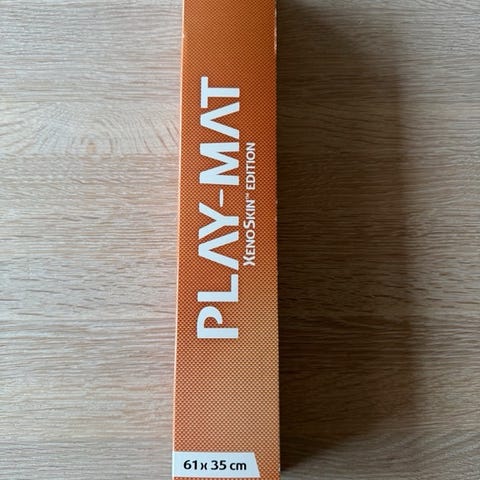 PLAY-MAT
XENOSKIN™ EDITION
61 x 35 cm